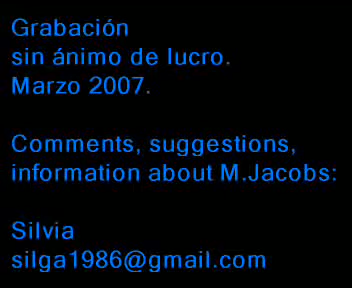 Grabación
sin ánimo de lucro.
Marzo 2007.
Comments, suggestions,
information about M.Jacobs:
Silvia
silga1986@gmail.com